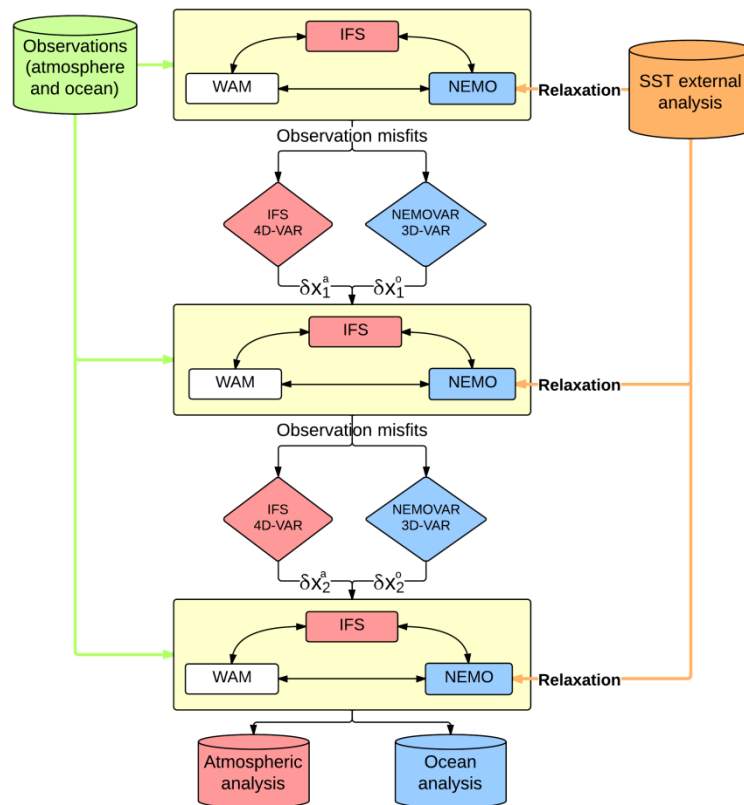 Observations
(atmosphere
and ocean)
IFS
WAM
NEMO
Relaxation
SST external
analysis
Observation misfits
IFS
4D-VAR
NEMOVAR
3D-VAR
δx₁ᵃ
δx₁ᵒ
IFS
WAM
NEMO
Relaxation
Observation misfits
IFS
4D-VAR
NEMOVAR
3D-VAR
δx₂ᵃ
δx₂ᵒ
IFS
WAM
NEMO
Relaxation
Atmospheric
analysis
Ocean
analysis